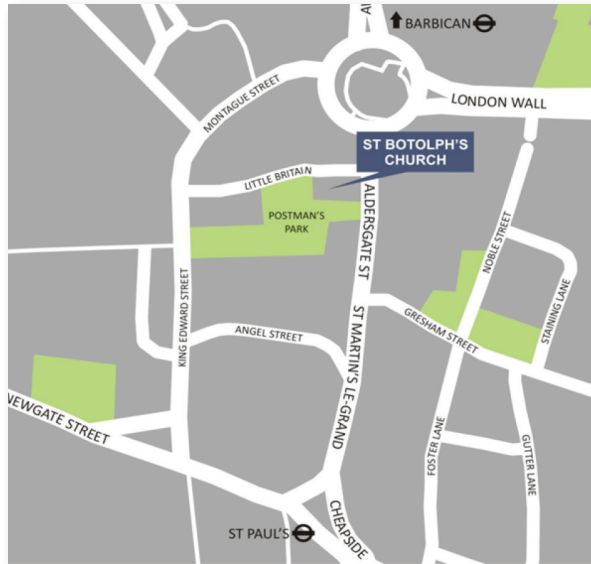 BARBICAN
LONDON WALL
MONTAGUE STREET
ST BOTOLPH'S
CHURCH
LITTLE BRITAIN
POSTMAN'S
PARK
ALDERSGATE ST
NOBLE STREET
STAINING LANE
KING EDWARD STREET
ANGEL STREET
ST MARTIN'S LE-GRAND
GRESHAM STREET
NEWGATE STREET
FOSTER LANE
GUTTER LANE
ST PAUL'S
CHEAPSIDE